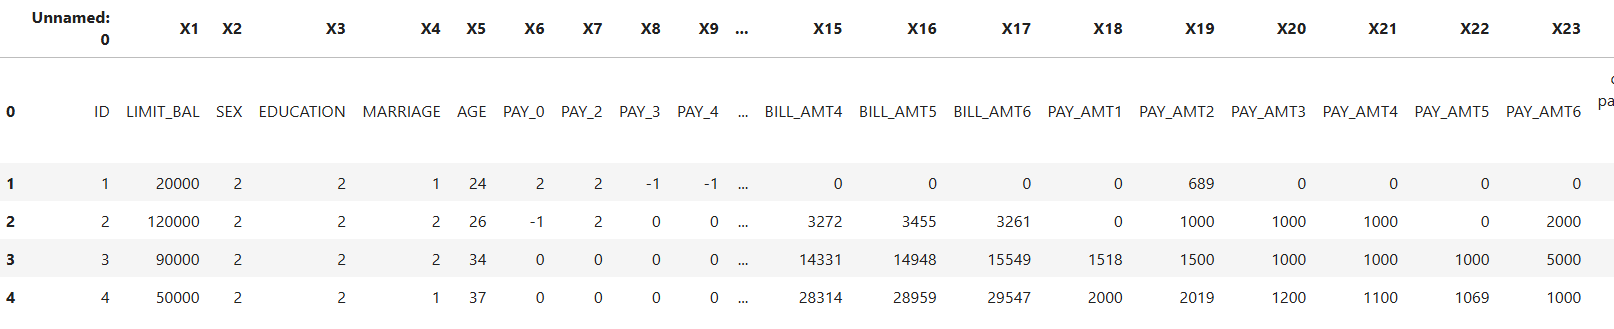 Unnamed: 0 X1 X2 X3 X4 X5 X6 X7 X8 X9 ... X15 X16 X17 X18 X19 X20 X21 X22 X23
0 ID LIMIT_BAL SEX EDUCATION MARRIAGE AGE PAY_0 PAY_2 PAY_3 PAY_4 ... BILL_AMT4 BILL_AMT5 BILL_AMT6 PAY_AMT1 PAY_AMT2 PAY_AMT3 PAY_AMT4 PAY_AMT5 PAY_AMT6
1 1 20000 2 2 1 24 2 2 -1 -1 ... 0 0 0 0 689 0 0 0 0
2 2 120000 2 2 2 26 -1 2 0 0 ... 3272 3455 3261 0 1000 1000 1000 0 2000
3 3 90000 2 2 2 34 0 0 0 0 ... 14331 14948 15549 1518 1500 1000 1000 1000 5000
4 4 50000 2 2 1 37 0 0 0 0 ... 28314 28959 29547 2000 2019 1200 1100 1069 1000